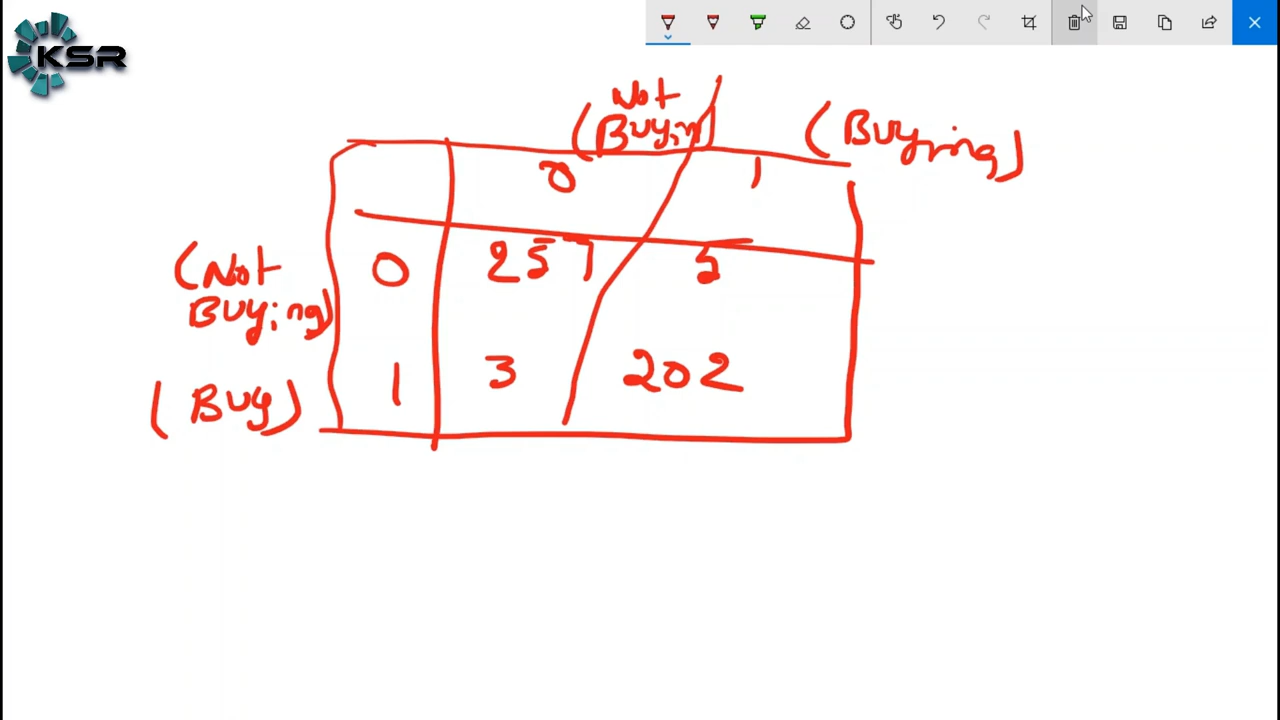 KSR
(Not
Buying)
(Buying)
0 1
(Not
Buying)
0 257 5
(Buy) 1 3 202